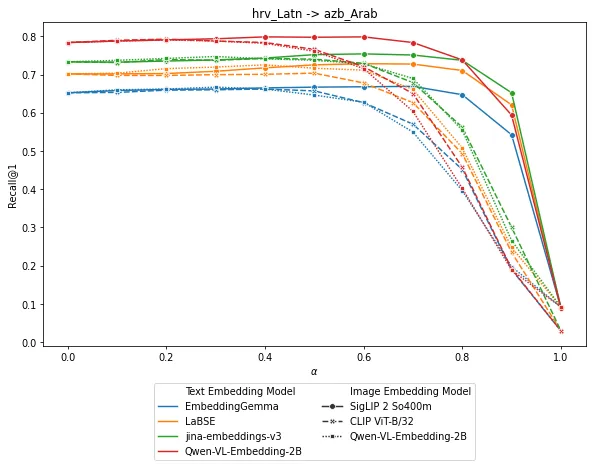 hrv_Latn -> azb_Arab
0.8
0.7
0.6
0.5
0.4
0.3
0.2
0.1
0.0
Recall@1
0.0 0.2 0.4 0.6 0.8 1.0
α
Text Embedding Model
EmbeddingGemma
LaBSE
jina-embeddings-v3
Qwen-VL-Embedding-2B
Image Embedding Model
SigLIP 2 So400m
CLIP ViT-B/32
Qwen-VL-Embedding-2B